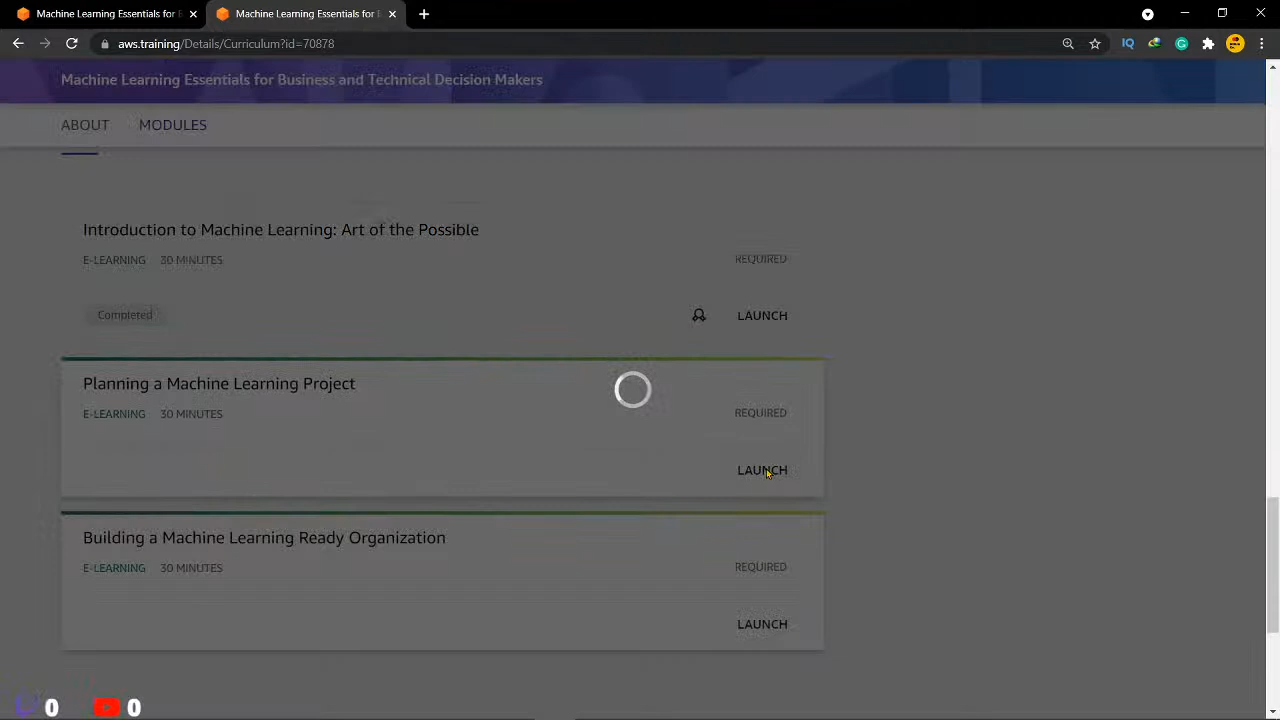 Machine Learning Essentials for B
Machine Learning Essentials for B
aws.training/Details/Curriculum?id=70878
IQ
Machine Learning Essentials for Business and Technical Decision Makers
ABOUT MODULES
Introduction to Machine Learning: Art of the Possible
E-LEARNING 30 MINUTES REQUIRED
Completed LAUNCH
Planning a Machine Learning Project
E-LEARNING 30 MINUTES REQUIRED
LAUNCH
Building a Machine Learning Ready Organization
E-LEARNING 30 MINUTES REQUIRED
LAUNCH
0 0